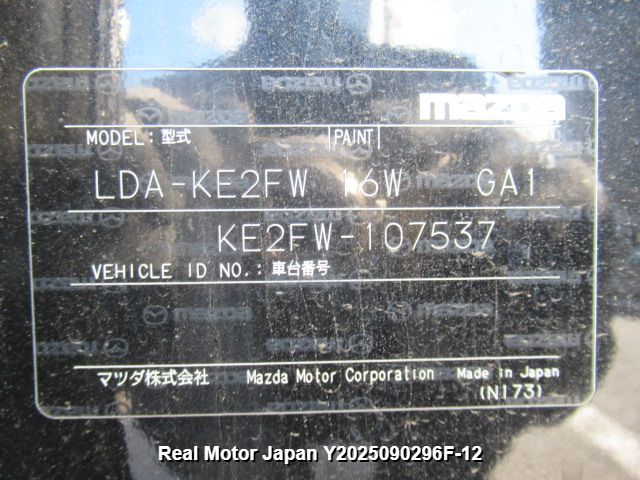 mazda
MODEL: 型式 PAINT
LDA-KE2FW 16W GA1
KE2FW-107537
VEHICLE ID NO.: 車台番号
マツダ株式会社 Mazda Motor Corporation Made in Japan
(N173)
Real Motor Japan Y2025090296F-12